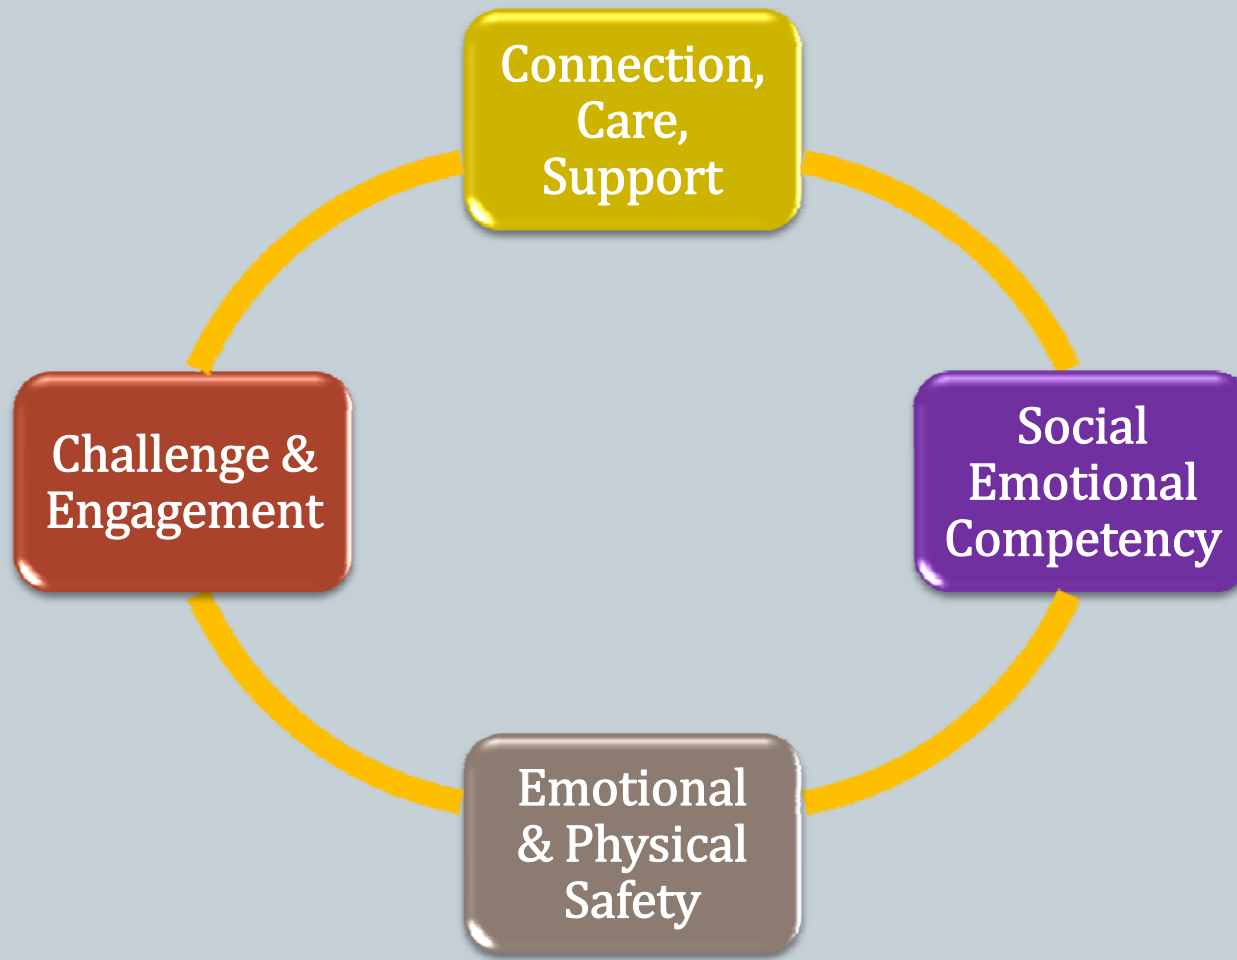 Connection,
Care,
Support
Challenge &
Engagement
Social
Emotional
Competency
Emotional
& Physical
Safety